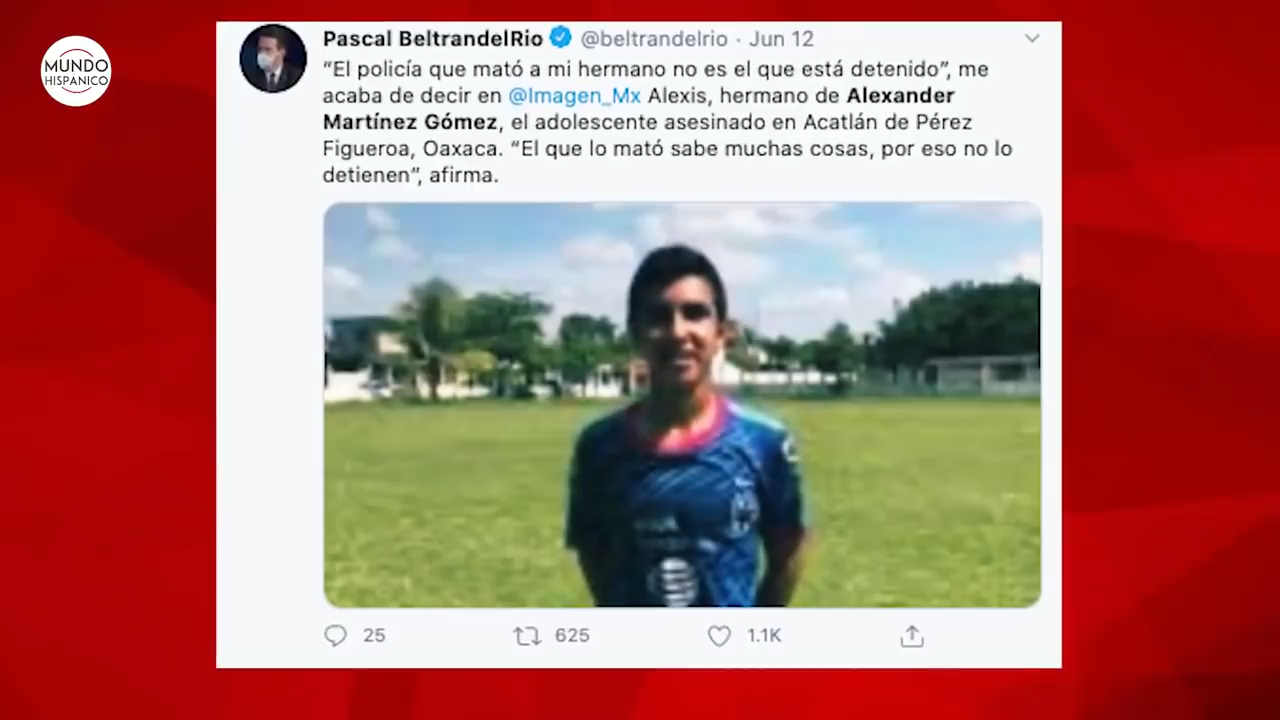 MUNDO
HISPÁNICO
Pascal BeltrandelRio @beltrandelrio · Jun 12
“El policía que mató a mi hermano no es el que está detenido”, me
acaba de decir en @Imagen_Mx Alexis, hermano de Alexander
Martínez Gómez, el adolescente asesinado en Acatlán de Pérez
Figueroa, Oaxaca. “El que lo mató sabe muchas cosas, por eso no lo
detienen”, afirma.
25 625 1.1K